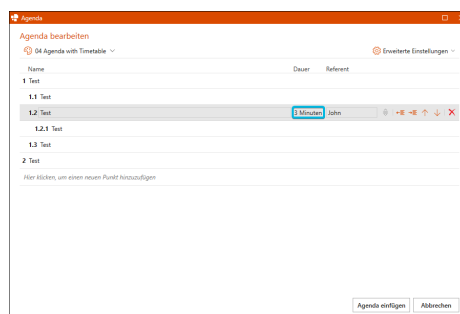 Agenda
Agenda bearbeiten
04 Agenda with Timetable
Erweiterte Einstellungen
Name Dauer Referent
1 Test
1.1 Test
1.2 Test 3 Minuten John
1.2.1 Test
1.3 Test
2 Test
Hier klicken, um einen neuen Punkt hinzuzufügen
Agenda einfügen Abbrechen